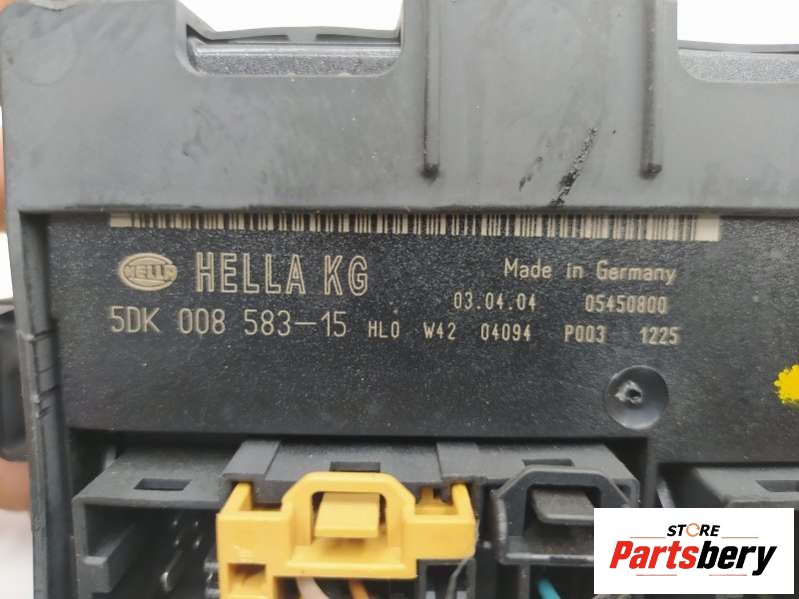 HELLA HELLA KG Made in Germany
03.04.04 05450800
5DK 008 583-15 HL0 W42 04094 P003 1225
STORE
Partsbery